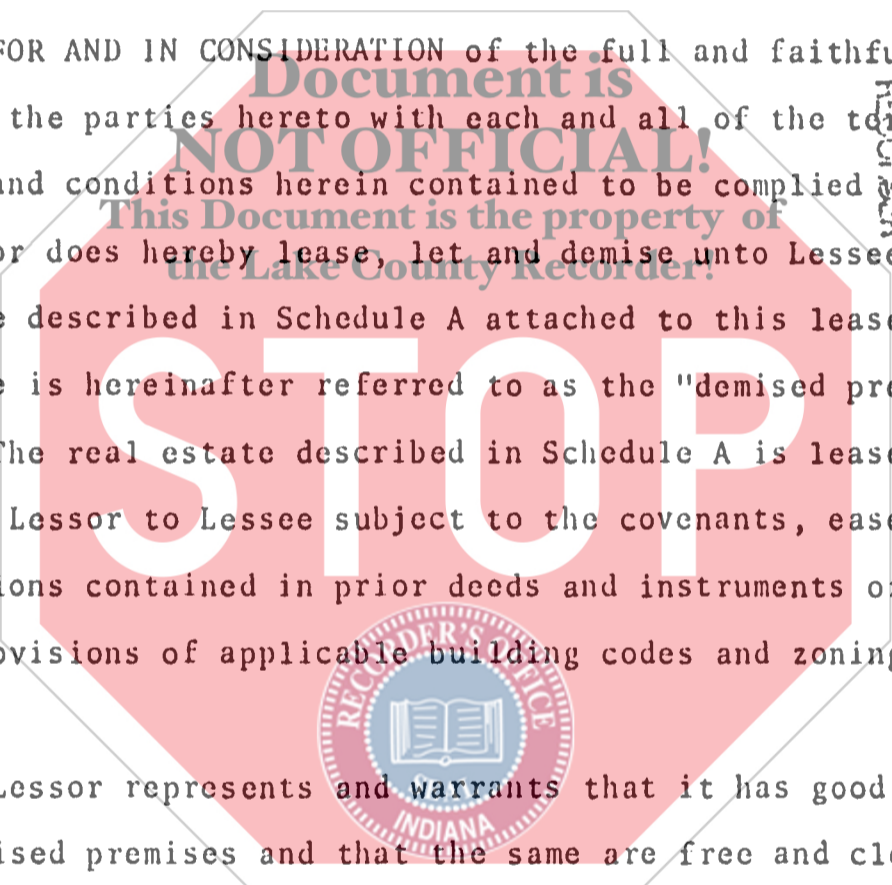 FOR AND IN CONSIDERATION of the full and faithfu
Document is
the parties hereto with each and all of the
NOT OFFICIAL!
and conditions herein contained to be complied
This Document is the property of
or does hereby lease, let and demise unto Lessee
the Lake County Recorder!
e described in Schedule A attached to this lease
e is hereinafter referred to as the "demised pre
STOP
The real estate described in Schedule A is lease
Lessor to Lessee subject to the covenants, ease
ions contained in prior deeds and instruments o
ovisions of applicable building codes and zoning
RECORDER'S OFFICE
Lessor represents and warrants that it has good
INDIANA
ised premises and that the same are free and cle